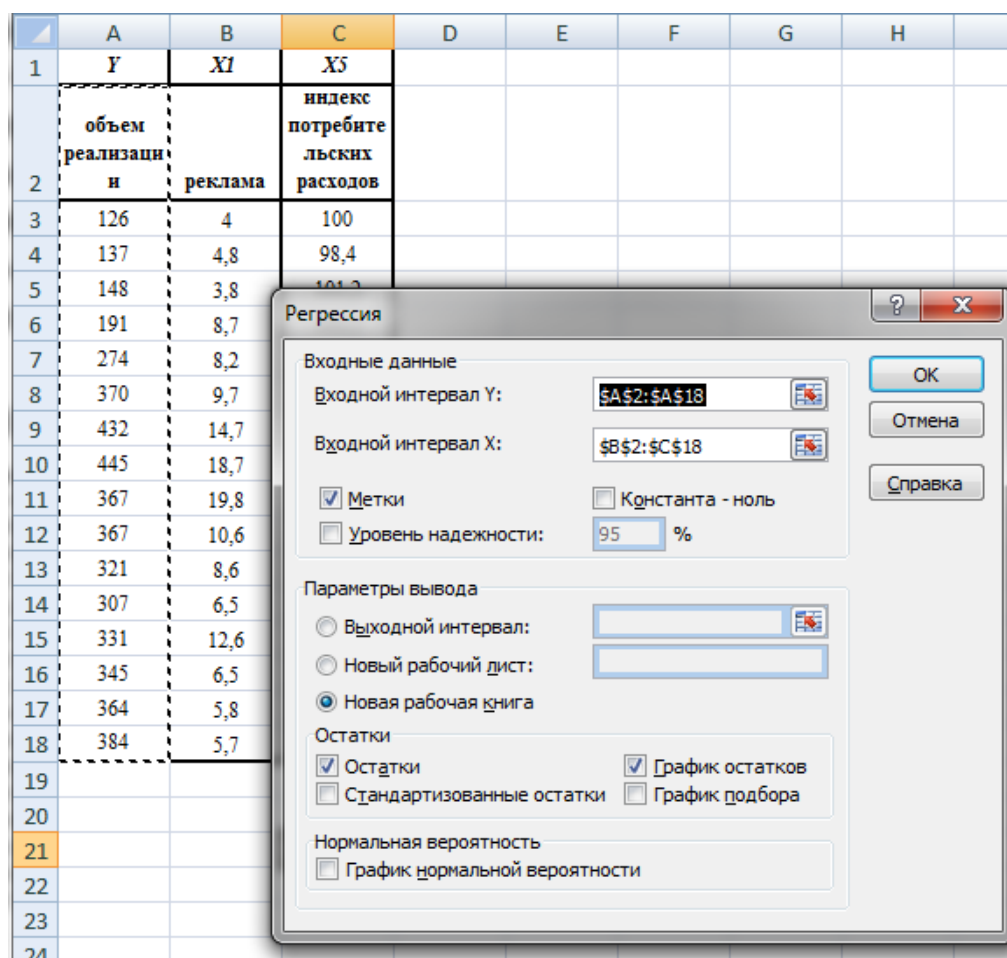 A B C D E F G H
1 Y X1 X5
2 объем реализаци и реклама индекс потребите льских расходов
3 126 4 100
4 137 4,8 98,4
5 148 3,8
6 191 8,7
7 274 8,2
8 370 9,7
9 432 14,7
10 445 18,7
11 367 19,8
12 367 10,6
13 321 8,6
14 307 6,5
15 331 12,6
16 345 6,5
17 364 5,8
18 384 5,7
19
20
21
22
23
24
Регрессия
Входные данные
Входной интервал Y: $A$2:$A$18
Входной интервал X: $B$2:$C$18
Метки Константа - ноль
Уровень надежности: 95 %
OK
Отмена
Справка
Параметры вывода
Выходной интервал:
Новый рабочий лист:
Новая рабочая книга
Остатки
Остатки График остатков
Стандартизованные остатки График подбора
Нормальная вероятность
График нормальной вероятности